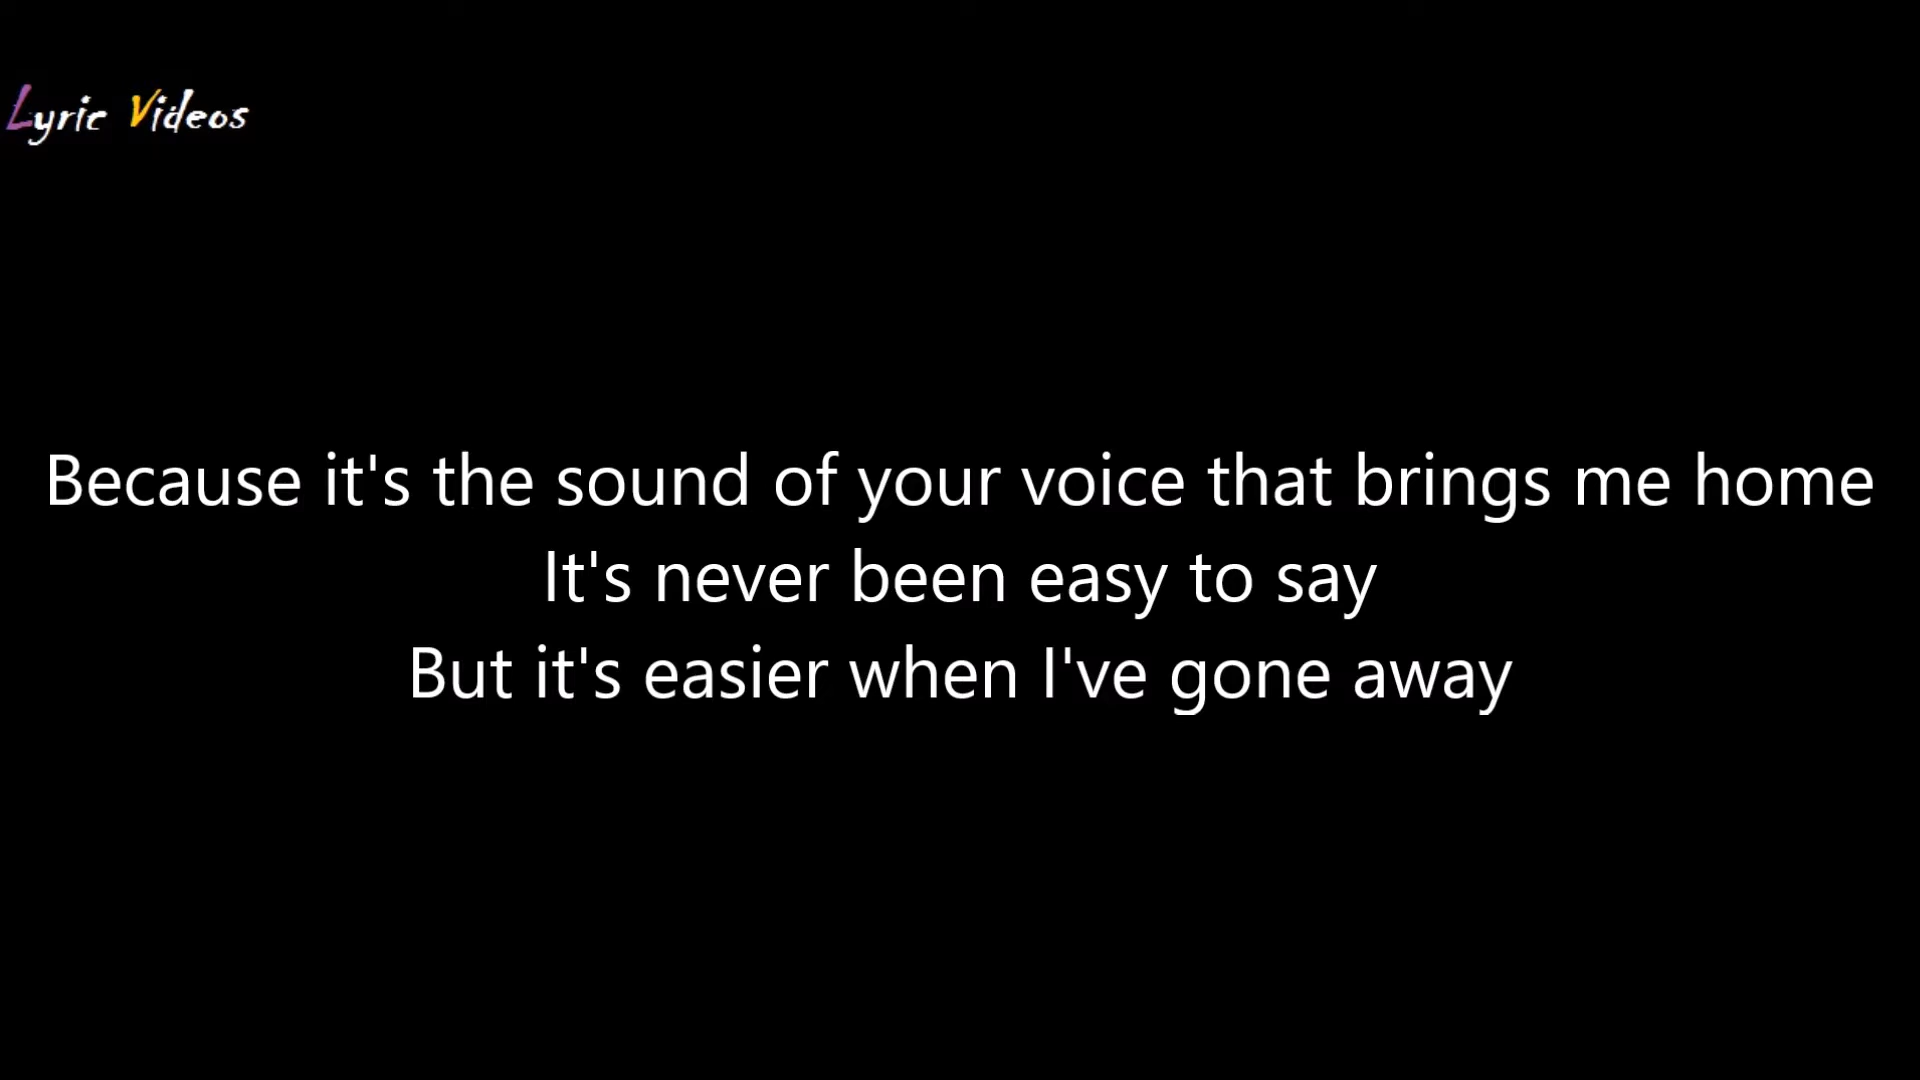 Lyric Videos
Because it's the sound of your voice that brings me home
It's never been easy to say
But it's easier when I've gone away